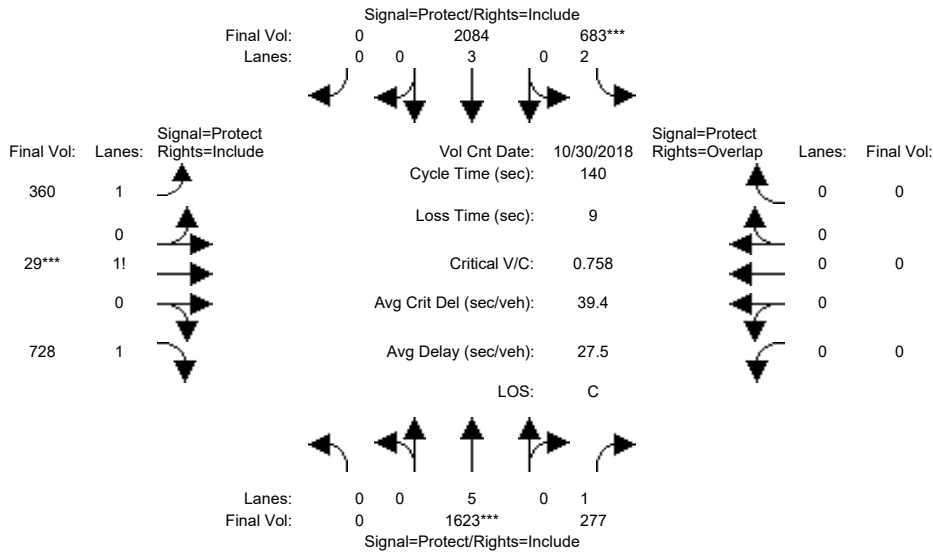 Signal=Protect/Rights=Include
Final Vol: 0 2084 683***
Lanes: 0 0 3 0 2
Signal=Protect
Final Vol: Lanes: Rights=Include
Vol Cnt Date: 10/30/2018
Signal=Protect
Rights=Overlap Lanes: Final Vol:
Cycle Time (sec): 140
360 1
0 0
Loss Time (sec): 9
0
0
29*** 1!
Critical V/C: 0.758
0 0
0
Avg Crit Del (sec/veh): 39.4
0
728 1
Avg Delay (sec/veh): 27.5
0 0
LOS: C
Lanes: 0 0 5 0 1
Final Vol: 0 1623*** 277
Signal=Protect/Rights=Include